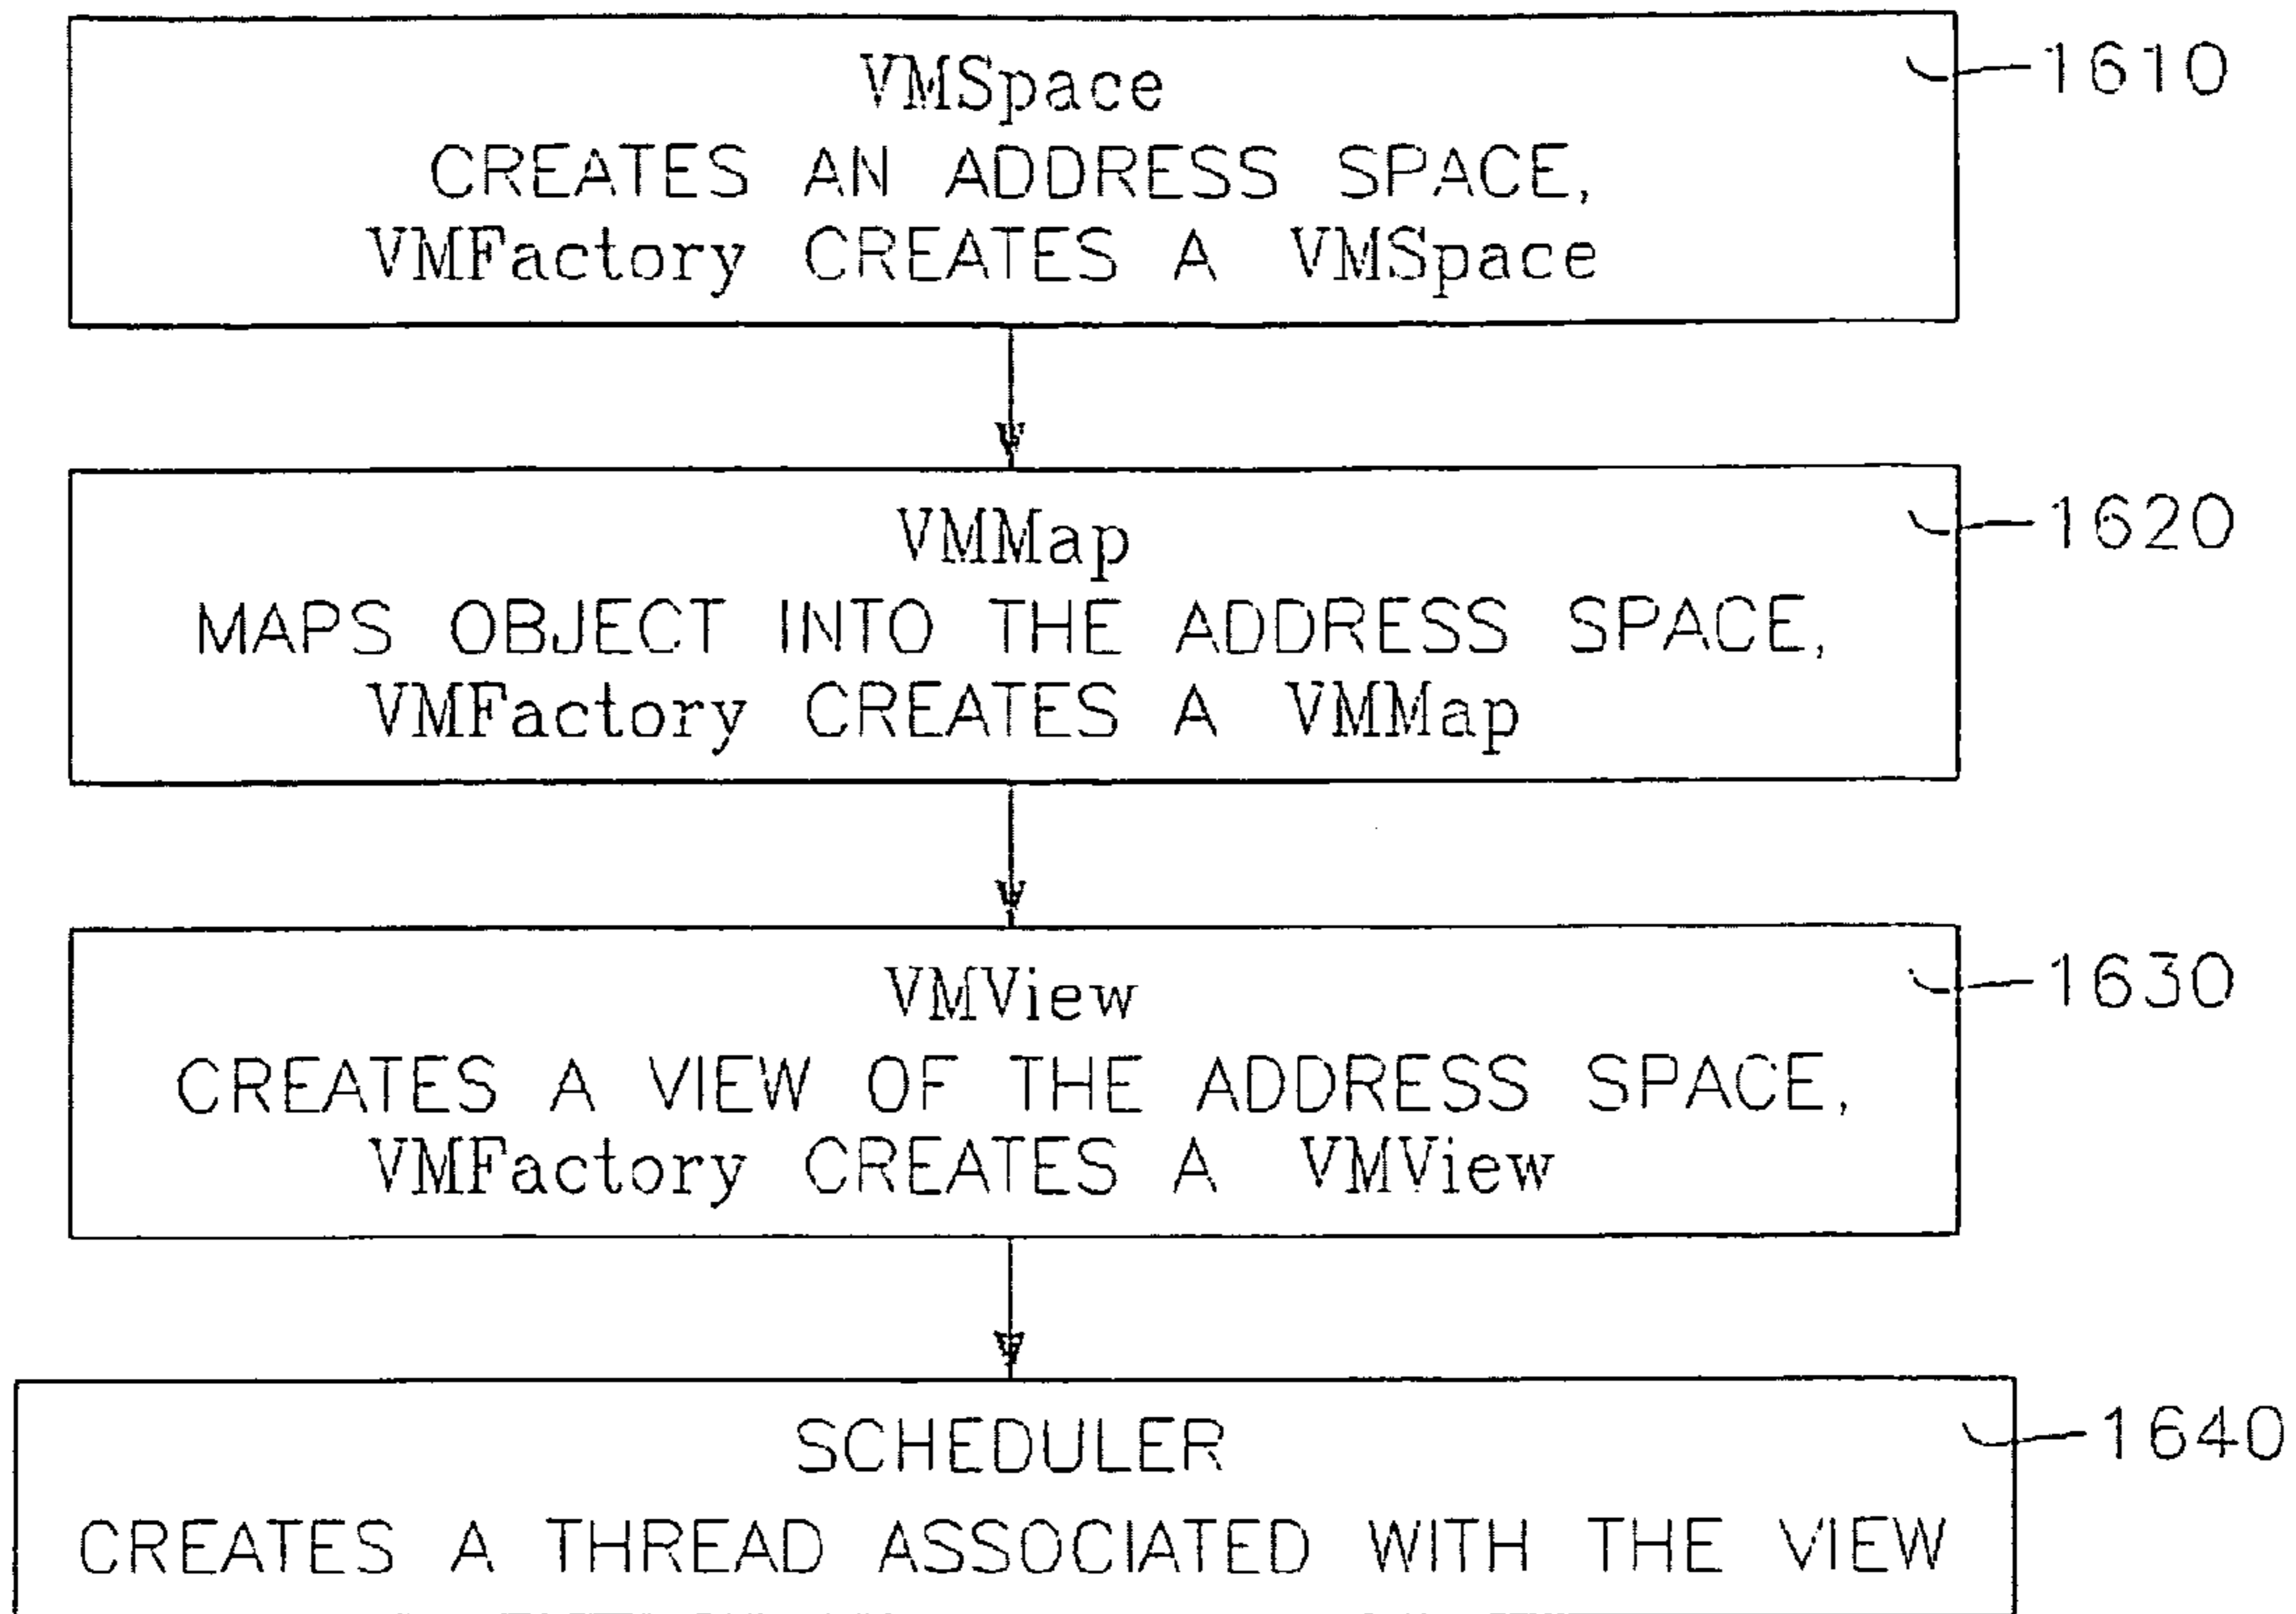 VMSpace
1610
CREATES AN ADDRESS SPACE,
VMFactory CREATES A VMSpace
VMMap
1620
MAPS OBJECT INTO THE ADDRESS SPACE,
VMFactory CREATES A VMMap
VMView
1630
CREATES A VIEW OF THE ADDRESS SPACE,
VMFactory CREATES A VMView
SCHEDULER
1640
CREATES A THREAD ASSOCIATED WITH THE VIEW